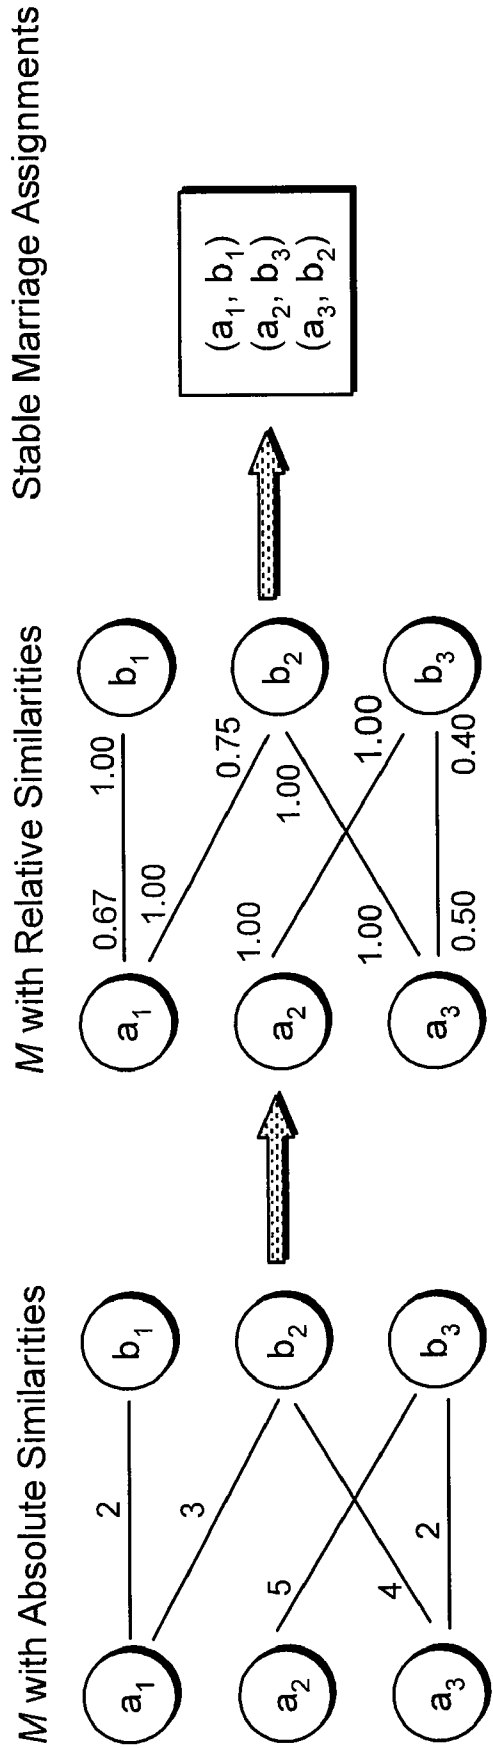 M with Absolute Similarities
a1
b1
2
3
a2
b2
5
4
a3
b3
2
M with Relative Similarities
a1
b1
0.67
1.00
1.00
0.75
a2
b2
1.00
1.00
1.00
1.00
a3
b3
0.50
0.40
Stable Marriage Assignments
(a1, b1)
(a2, b3)
(a3, b2)